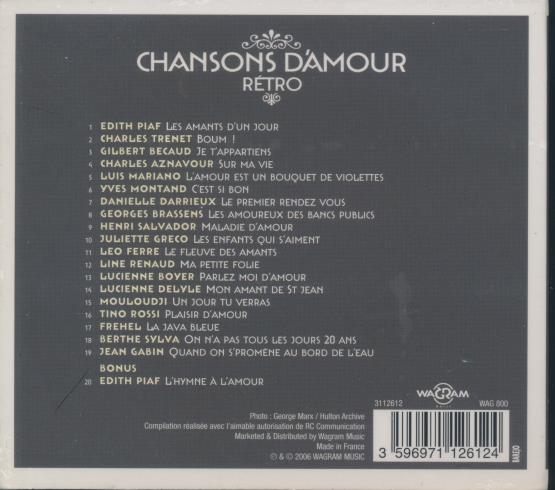 CHANSONS D'AMOUR
RÉTRO
1 EDITH PIAF LES AMANTS D'UN JOUR
2 CHARLES TRENET BOUM !
3 GILBERT BECAUD JE T'APPARTIENS
4 CHARLES AZNAVOUR SUR MA VIE
5 LUIS MARIANO L'AMOUR EST UN BOUQUET DE VIOLETTES
6 YVES MONTAND C'EST SI BON
7 DANIELLE DARRIEUX LE PREMIER RENDEZ VOUS
8 GEORGES BRASSENS LES AMOUREUX DES BANCS PUBLICS
9 HENRI SALVADOR MALADIE D'AMOUR
10 JULIETTE GRECO LES ENFANTS QUI S'AIMENT
11 LEO FERRE LE FLEUVE DES AMANTS
12 LINE RENAUD MA PETITE FOLIE
13 LUCIENNE BOYER PARLEZ MOI D'AMOUR
14 LUCIENNE DELYLE MON AMANT DE ST JEAN
15 MOULOUDJI UN JOUR TU VERRAS
16 TINO ROSSI PLAISIR D'AMOUR
17 FREHEL LA JAVA BLEUE
18 BERTHE SYLVA ON N'A PAS TOUS LES JOURS 20 ANS
19 JEAN GABIN QUAND ON S'PROMÈNE AU BORD DE L'EAU
BONUS
20 EDITH PIAF L'HYMNE À L'AMOUR
3112612 WAGRAM MUSIC WAG 800
Photo : George Marx / Hulton Archive
Compilation réalisée avec l'aimable autorisation de RC Communication
Marketed & Distributed by Wagram Music
Made in France
℗ & © 2006 WAGRAM MUSIC
3 596971 126124
BAREJO